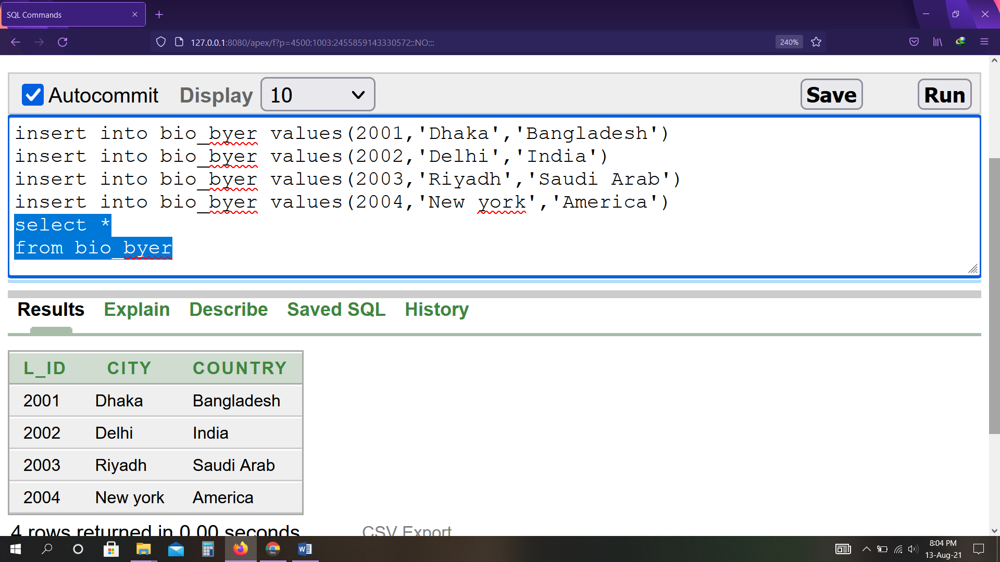 SQL Commands
127.0.0.1:8080/apex/f?p=4500:1003:2455859143330572::NO:::
240%
Autocommit Display 10 Save Run
insert into bio_byer values(2001,'Dhaka','Bangladesh')
insert into bio_byer values(2002,'Delhi','India')
insert into bio_byer values(2003,'Riyadh','Saudi Arab')
insert into bio_byer values(2004,'New york','America')
select *
from bio_byer
Results Explain Describe Saved SQL History
L_ID CITY COUNTRY
2001 Dhaka Bangladesh
2002 Delhi India
2003 Riyadh Saudi Arab
2004 New york America
4 rows returned in 0.00 seconds CSV Export
8:04 PM
13-Aug-21